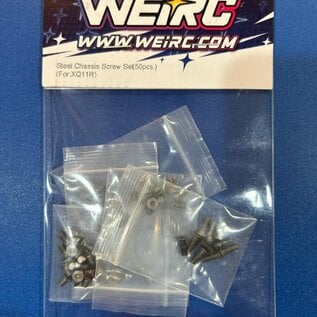 WEiRC
WWW.WEiRC.COM
Steel Chassis Screw Set(50pcs.)
(For:XQ11R)